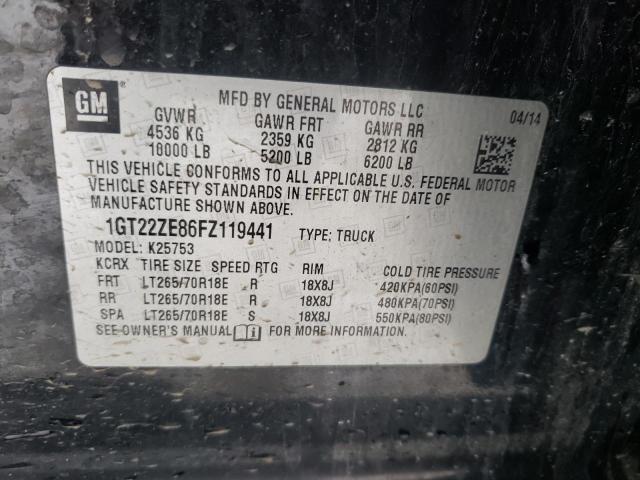 GM
MFD BY GENERAL MOTORS LLC 04/14
GVWR GAWR FRT GAWR RR
4536 KG 2359 KG 2812 KG
10000 LB 5200 LB 6200 LB
THIS VEHICLE CONFORMS TO ALL APPLICABLE U.S. FEDERAL MOTOR
VEHICLE SAFETY STANDARDS IN EFFECT ON THE DATE OF
MANUFACTURE SHOWN ABOVE.
1GT22ZE86FZ119441 TYPE: TRUCK
MODEL: K25753
KCRX TIRE SIZE SPEED RTG RIM COLD TIRE PRESSURE
FRT LT265/70R18E R 18X8J 420KPA(60PSI)
RR LT265/70R18E R 18X8J 480KPA(70PSI)
SPA LT265/70R18E S 18X8J 550KPA(80PSI)
SEE OWNER'S MANUAL FOR MORE INFORMATION.